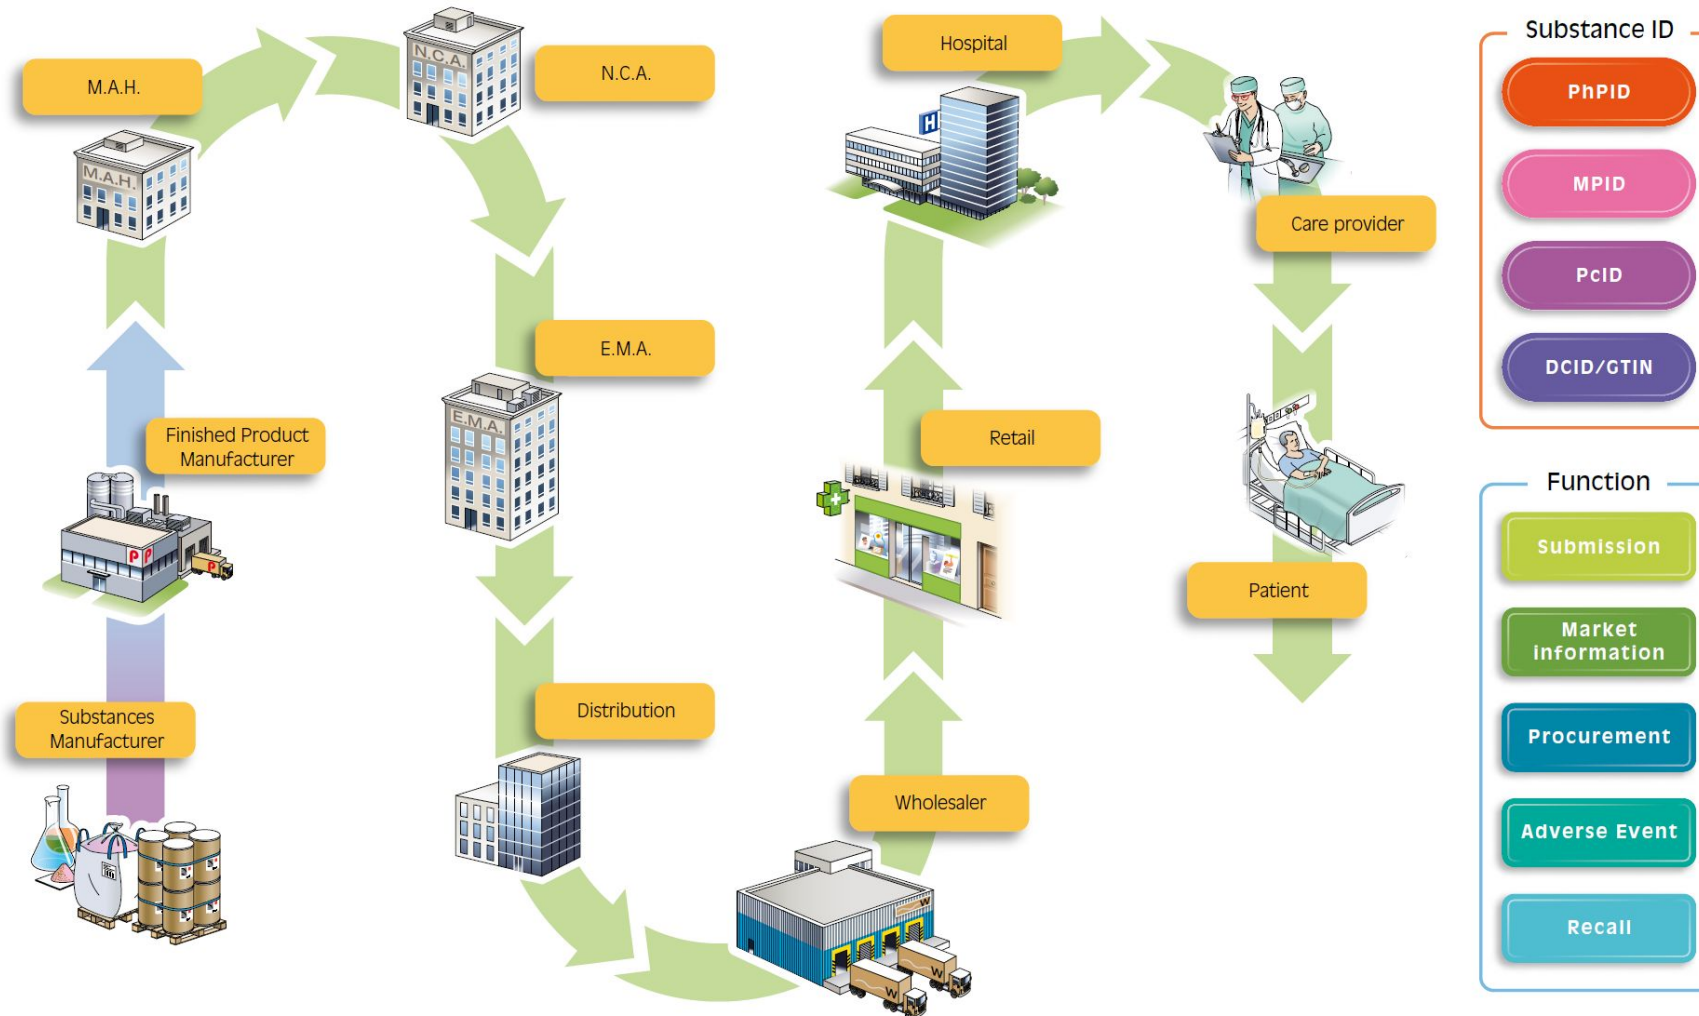 M.A.H.
M.A.H.
N.C.A.
N.C.A.
E.M.A.
E.M.A.
Finished Product
Manufacturer
P P
P
Substances
Manufacturer
Distribution
Wholesaler
W
W
W
Retail
Hospital
H
Care provider
Patient
Substance ID
PhPID
MPID
PcID
DCID/GTIN
Function
Submission
Market
information
Procurement
Adverse Event
Recall